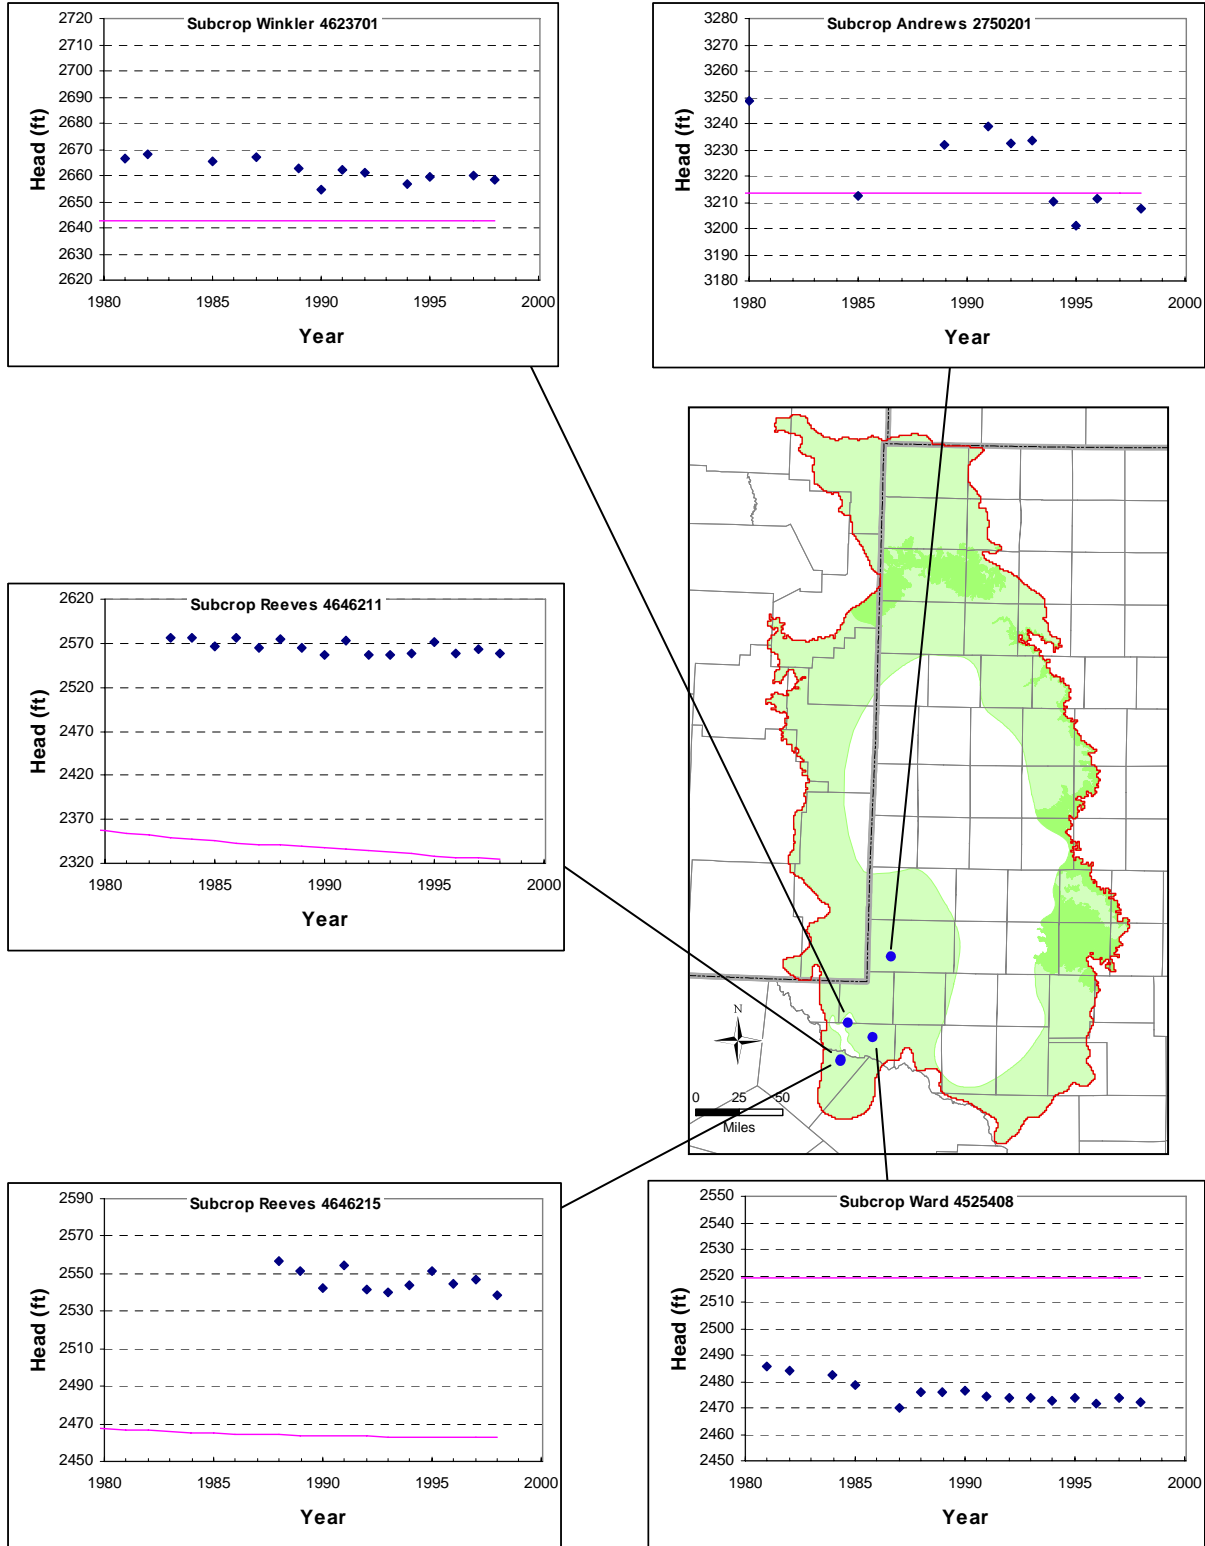 Subcrop Winkler 4623701
Head (ft)
2720
2710
2700
2690
2680
2670
2660
2650
2640
2630
2620
1980 1985 1990 1995 2000
Year
Subcrop Andrews 2750201
Head (ft)
3280
3270
3260
3250
3240
3230
3220
3210
3200
3190
3180
1980 1985 1990 1995 2000
Year
Subcrop Reeves 4646211
Head (ft)
2620
2570
2520
2470
2420
2370
2320
1980 1985 1990 1995 2000
Year
N
0 25 50
Miles
Subcrop Reeves 4646215
Head (ft)
2590
2570
2550
2530
2510
2490
2470
2450
1980 1985 1990 1995 2000
Year
Subcrop Ward 4525408
Head (ft)
2550
2540
2530
2520
2510
2500
2490
2480
2470
2460
2450
1980 1985 1990 1995 2000
Year